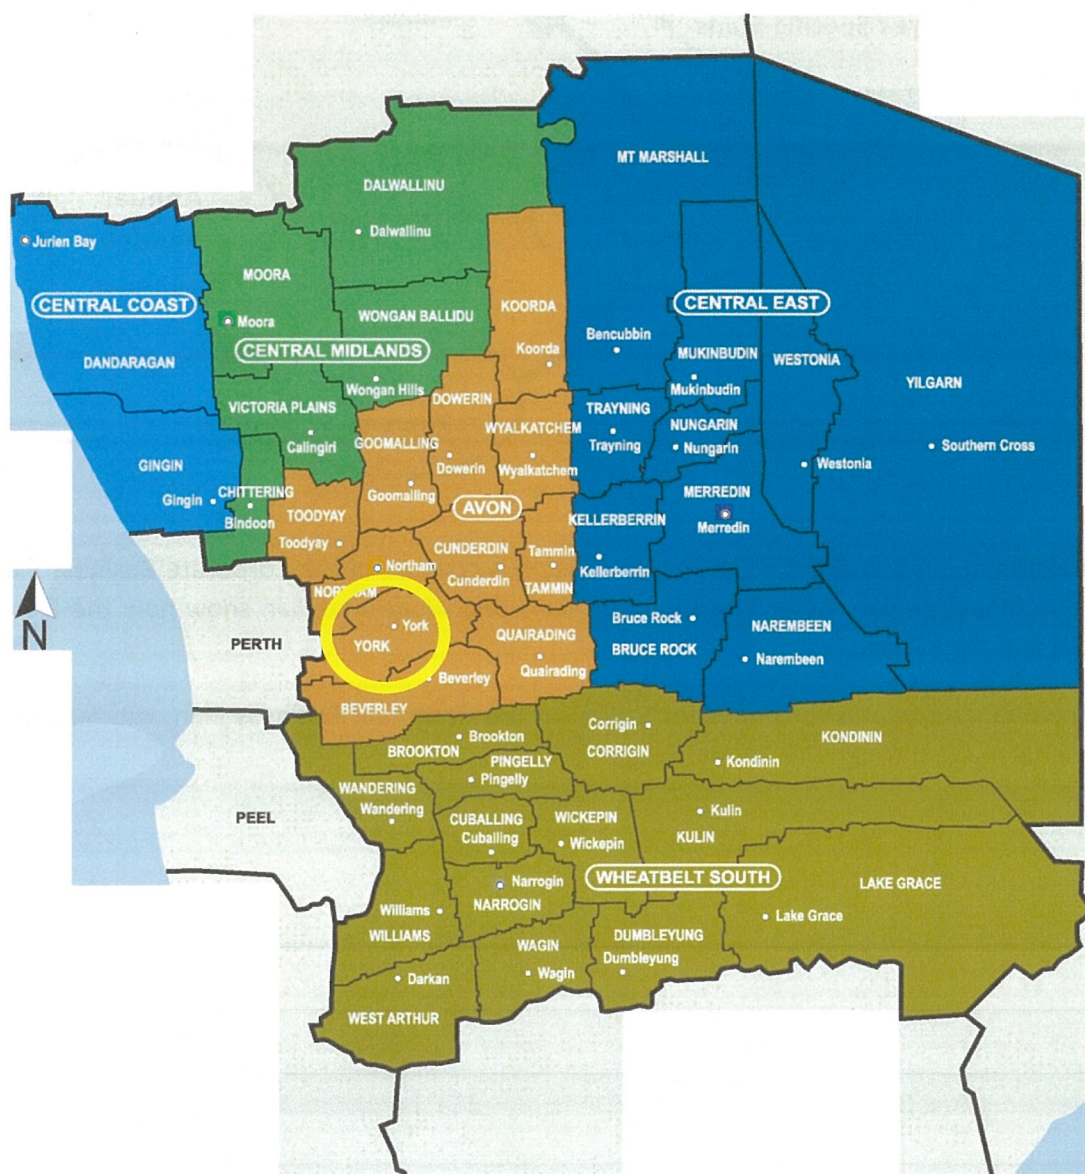 MT MARSHALL
DALWALLINU
Dalwallinu
Jurien Bay
MOORA
CENTRAL COAST
KOORDA
CENTRAL EAST
WONGAN BALLIDU
Moora
CENTRAL MIDLANDS
Koorda
Bencubbin
MUKINBUDIN
WESTONIA
DANDARAGAN
YILGARN
Wongan Hills
Mukinbudin
DOWERIN
VICTORIA PLAINS
TRAYNING
NUNGARIN
WYALKATCHEM
Calingiri
GOOMALLING
Trayning
Nungarin
Southern Cross
Dowerin
Wyalkatchem
Westonia
GINGIN
Goomalling
MERREDIN
Gingin
CHITTERING
AVON
Bindoon
TOODYAY
KELLERBERRIN
Merredin
Toodyay
CUNDERDIN
Tammin
Kellerberrin
Northam
Cunderdin
TAMMIN
NORTHAM
N
York
Bruce Rock
NAREMBEEN
PERTH
YORK
QUAIRADING
BRUCE ROCK
Narembeen
Quairading
Beverley
BEVERLEY
Corrigin
Brookton
KONDININ
BROOKTON
CORRIGIN
PINGELLY
Kondinin
Pingelly
WANDERING
Wandering
CUBALLING
WICKEPIN
Kulin
PEEL
Cuballing
Wickepin
KULIN
WHEATBELT SOUTH
Narrogin
LAKE GRACE
NARROGIN
Williams
Lake Grace
WILLIAMS
DUMBLEYUNG
WAGIN
Dumbleyung
Wagin
Darkan
WEST ARTHUR